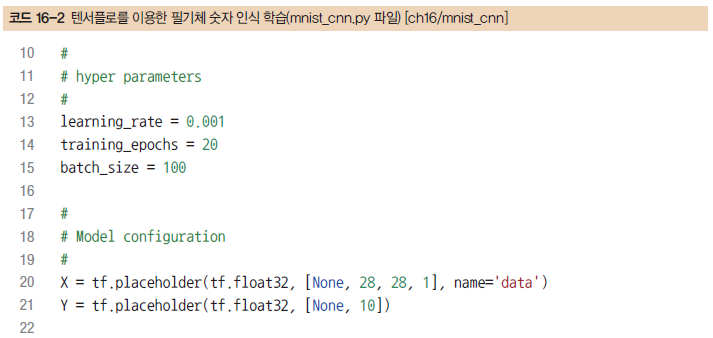 코드 16-2 텐서플로를 이용한 필기체 숫자 인식 학습(mnist_cnn.py 파일) [ch16/mnist_cnn]
10 #
11 # hyper parameters
12 #
13 learning_rate = 0.001
14 training_epochs = 20
15 batch_size = 100
16
17 #
18 # Model configuration
19 #
20 X = tf.placeholder(tf.float32, [None, 28, 28, 1], name='data')
21 Y = tf.placeholder(tf.float32, [None, 10])
22